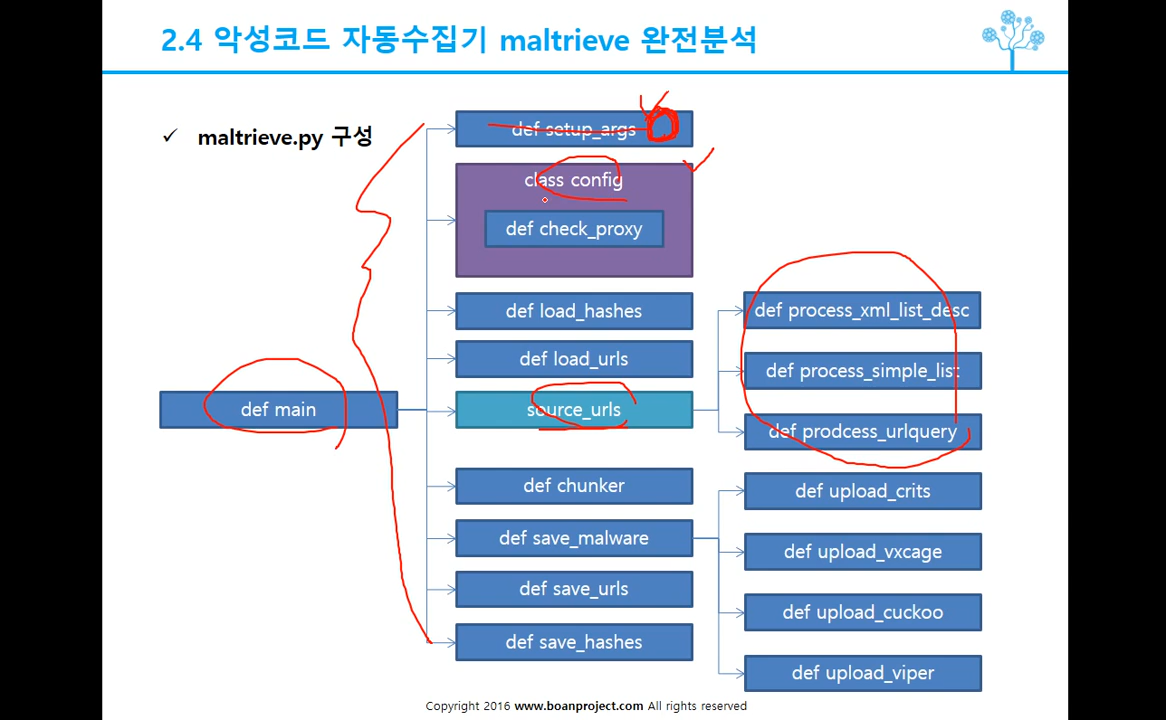 2.4 악성코드 자동수집기 maltrieve 완전분석
✓ maltrieve.py 구성
def setup_args
class config
def check_proxy
def load_hashes
def load_urls
def main
source_urls
def process_xml_list_desc
def process_simple_list
def prodcess_urlquery
def chunker
def save_malware
def save_urls
def save_hashes
def upload_crits
def upload_vxcage
def upload_cuckoo
def upload_viper
Copyright 2016 www.boanproject.com All rights reserved